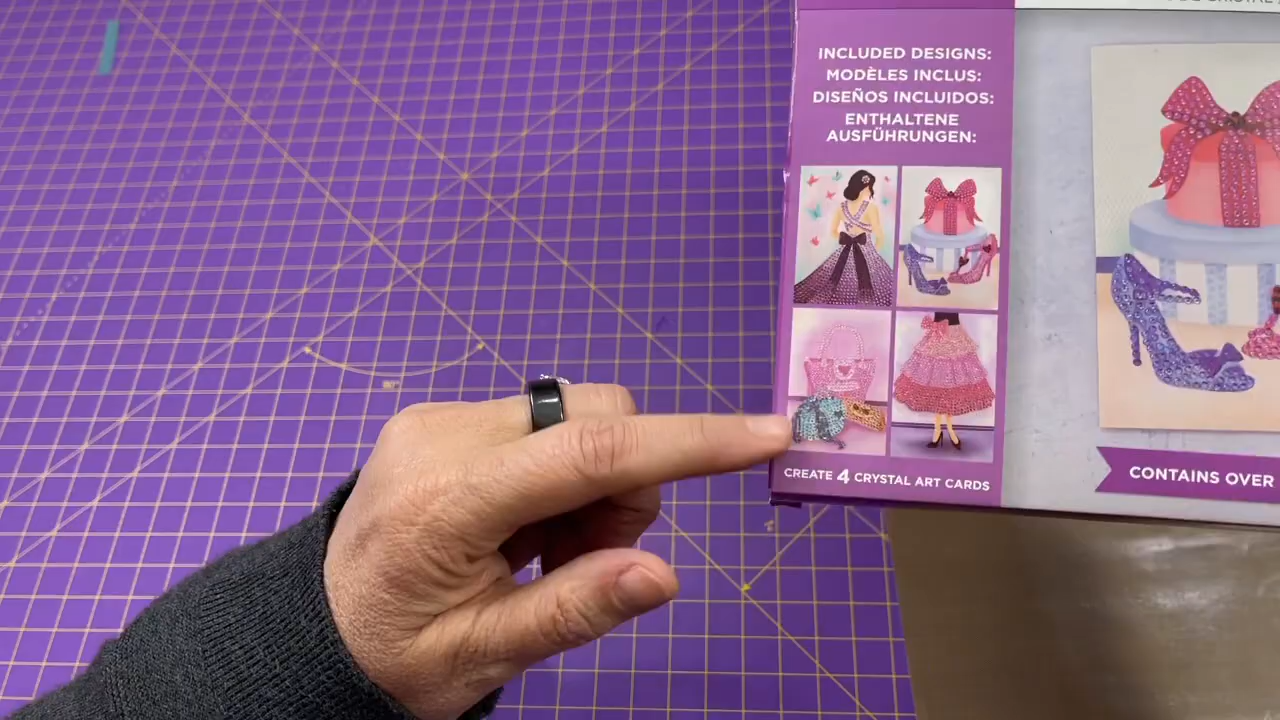 INCLUDED DESIGNS:
MODÈLES INCLUS:
DISEÑOS INCLUIDOS:
ENTHALTENE
AUSFÜHRUNGEN:
CREATE 4 CRYSTAL ART CARDS
CONTAINS OVER